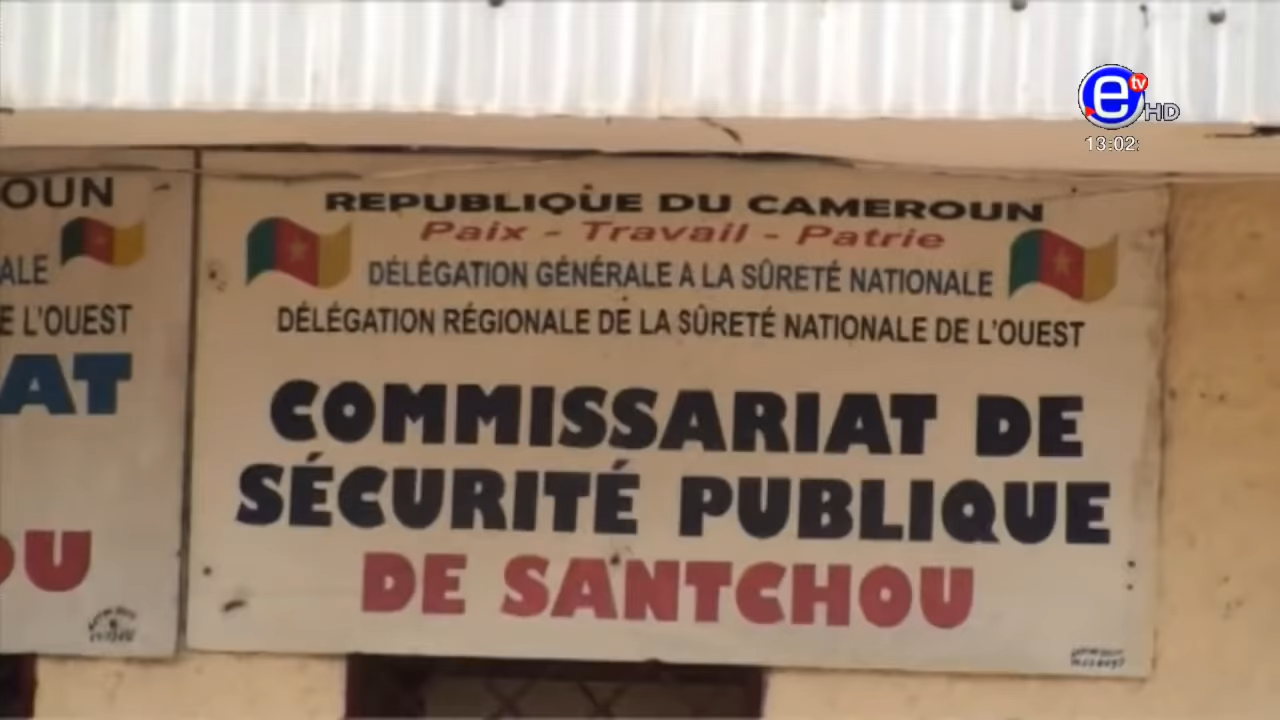 e tv HD
13:02
OUN
ALE
E L'OUEST
AT
OU
REPUBLIQUE DU CAMEROUN
Paix - Travail - Patrie
DÉLÉGATION GÉNÉRALE A LA SÛRETÉ NATIONALE
DÉLÉGATION RÉGIONALE DE LA SÛRETÉ NATIONALE DE L'OUEST
COMMISSARIAT DE
SÉCURITÉ PUBLIQUE
DE SANTCHOU